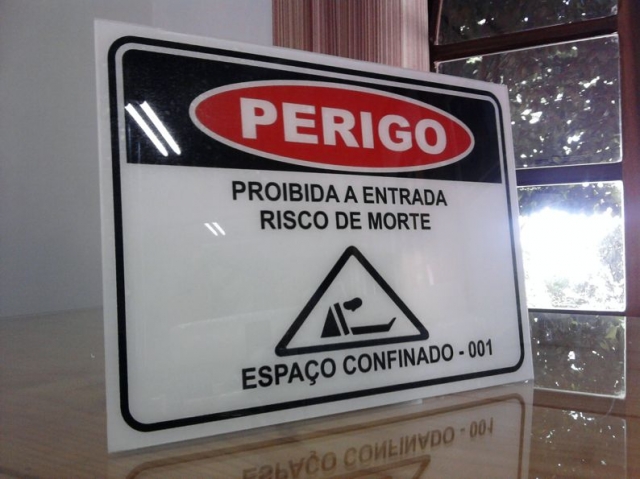 PERIGO
PROIBIDA A ENTRADA
RISCO DE MORTE
ESPAÇO CONFINADO - 001